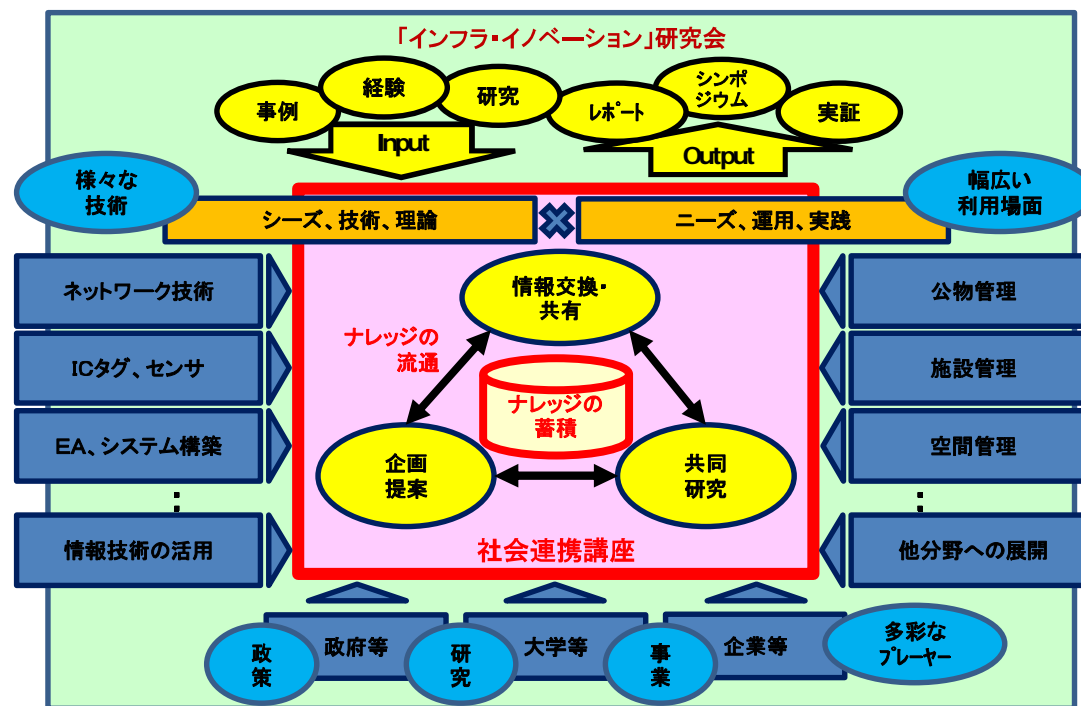 「インフラ・イノベーション」研究会
事例
経験
研究
レポート
シンポ
ジウム
実証
Input
Output
様々な
技術
幅広い
利用場面
シーズ、技術、理論
ニーズ、運用、実践
ネットワーク技術
ICタグ、センサ
EA、システム構築
:
情報技術の活用
情報交換・
共有
ナレッジの
流通
ナレッジの
蓄積
企画
提案
共同
研究
社会連携講座
公物管理
施設管理
空間管理
:
他分野への展開
政策
政府等
研究
大学等
事業
企業等
多彩な
プレーヤー